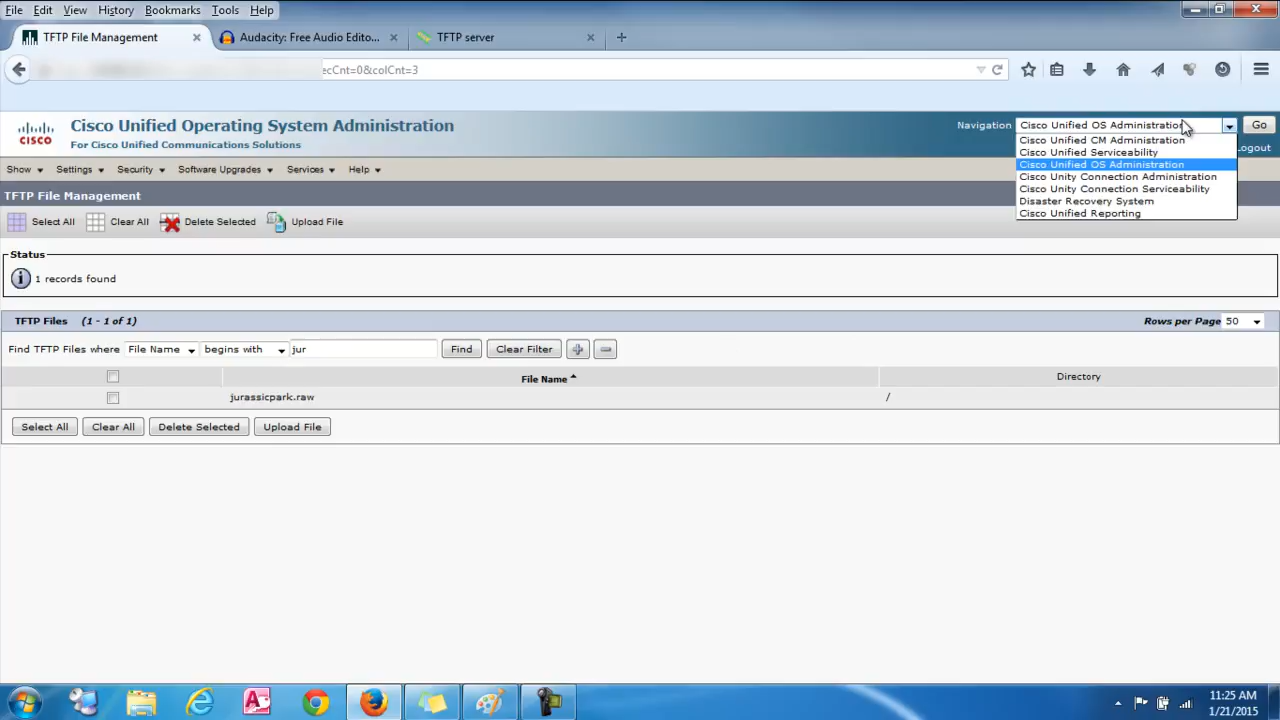 File Edit View History Bookmarks Tools Help
TFTP File Management × Audacity: Free Audio Edito... × TFTP server × +
ecCnt=0&colCnt=3
CISCO
Cisco Unified Operating System Administration
For Cisco Unified Communications Solutions
Navigation Cisco Unified OS Administration Go
Cisco Unified CM Administration
Cisco Unified Serviceability
Cisco Unified OS Administration
Cisco Unity Connection Administration
Cisco Unity Connection Serviceability
Disaster Recovery System
Cisco Unified Reporting
Logout
Show Settings Security Software Upgrades Services Help
TFTP File Management
Select All Clear All Delete Selected Upload File
Status
1 records found
TFTP Files (1 - 1 of 1) Rows per Page 50
Find TFTP Files where File Name begins with jur Find Clear Filter
File Name Directory
jurassicpark.raw /
Select All Clear All Delete Selected Upload File
11:25 AM
1/21/2015